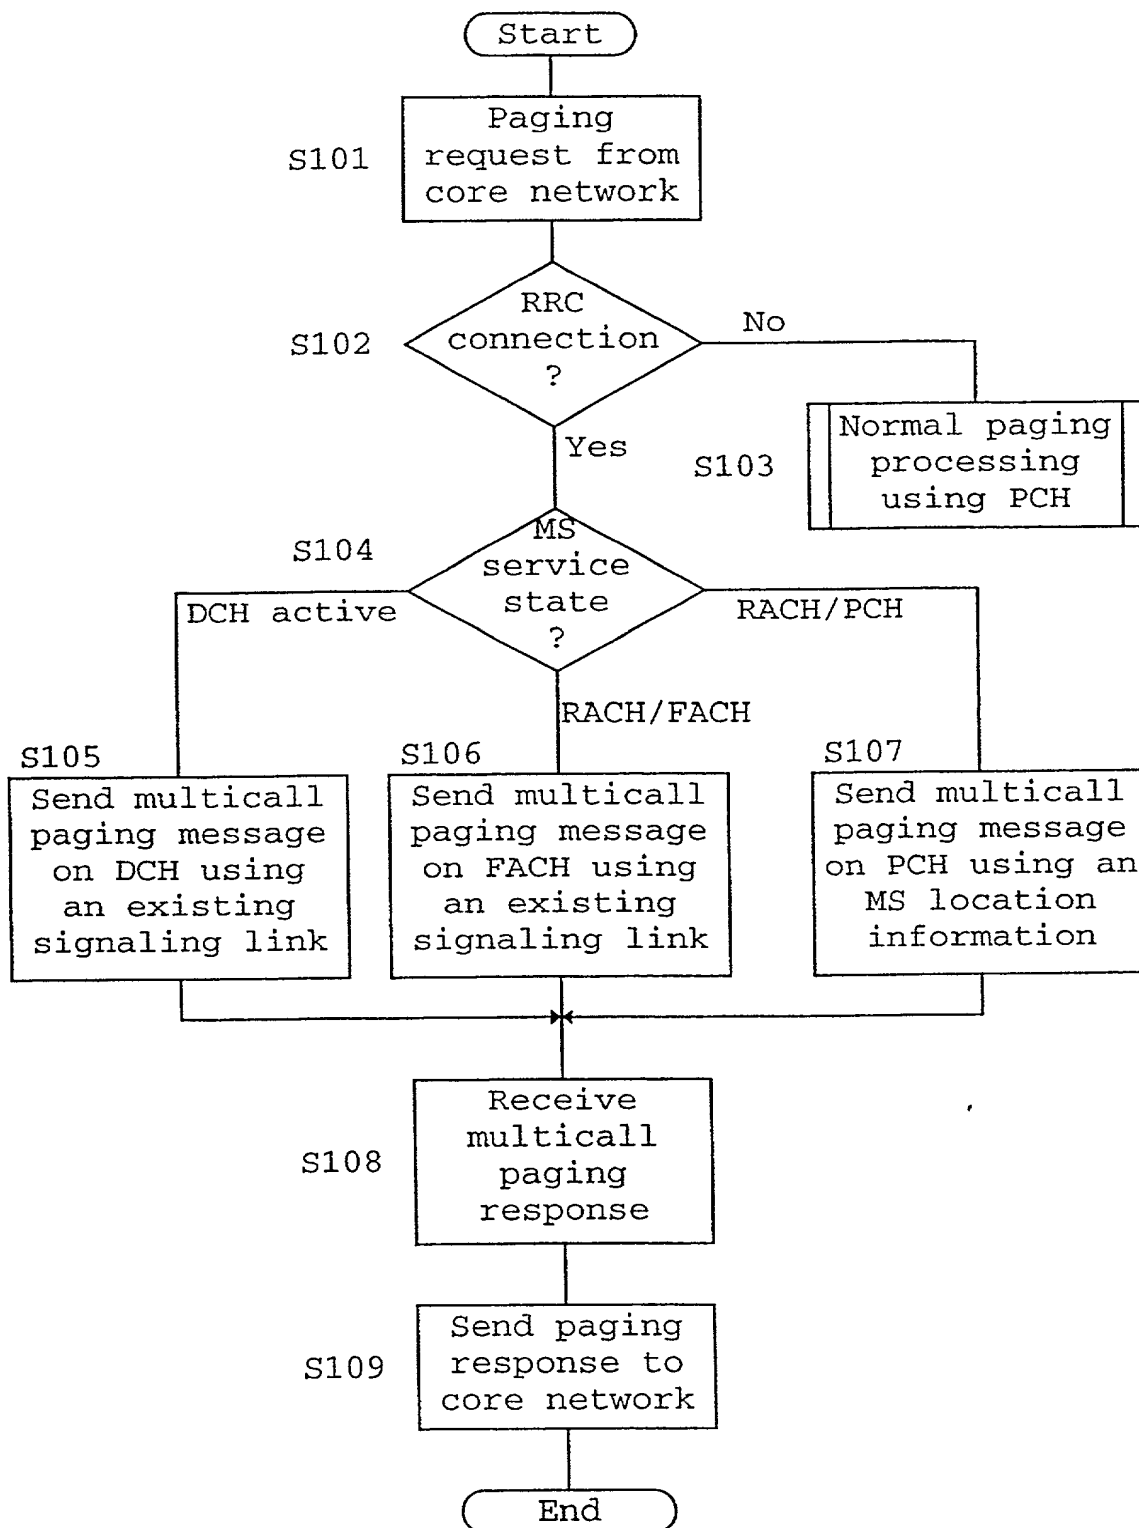 Start
S101
Paging
request from
core network
S102
RRC
connection
?
No
Yes
S103
Normal paging
processing
using PCH
S104
MS
service
state
?
DCH active
RACH/PCH
RACH/FACH
S105
Send multicall
paging message
on DCH using
an existing
signaling link
S106
Send multicall
paging message
on FACH using
an existing
signaling link
S107
Send multicall
paging message
on PCH using an
MS location
information
S108
Receive
multicall
paging
response
S109
Send paging
response to
core network
End